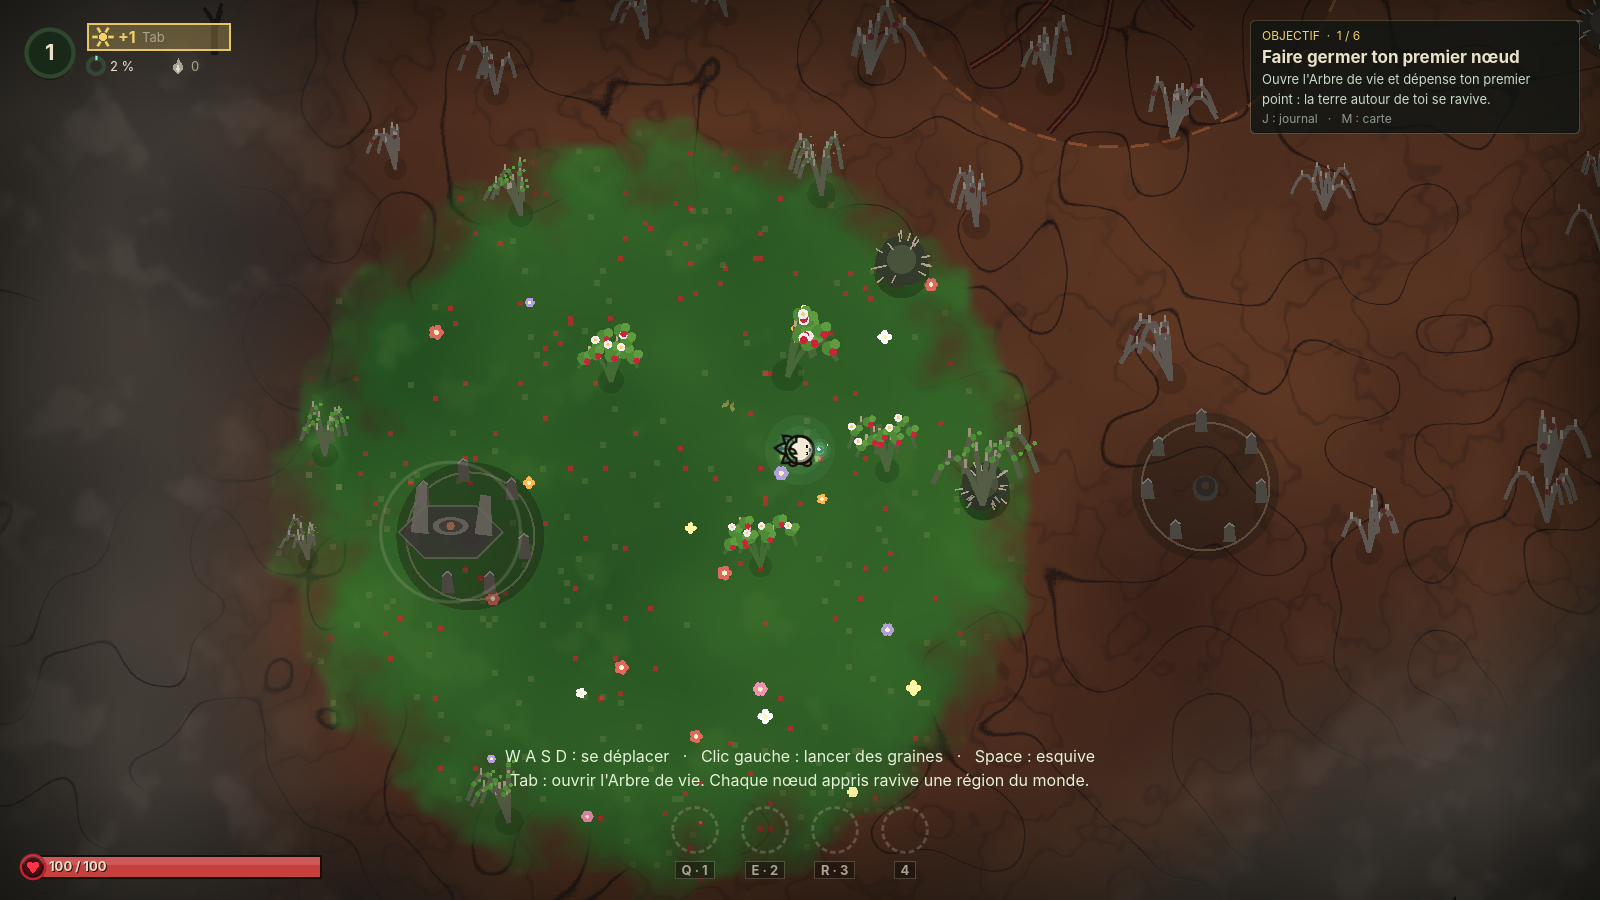 1
+1 Tab
2 %
0
OBJECTIF · 1 / 6
Faire germer ton premier nœud
Ouvre l'Arbre de vie et dépense ton premier
point : la terre autour de toi se ravive.
J : journal · M : carte
W A S D : se déplacer · Clic gauche : lancer des graines · Space : esquive
Tab : ouvrir l'Arbre de vie. Chaque nœud appris ravive une région du monde.
100 / 100
Q · 1
E · 2
R · 3
4